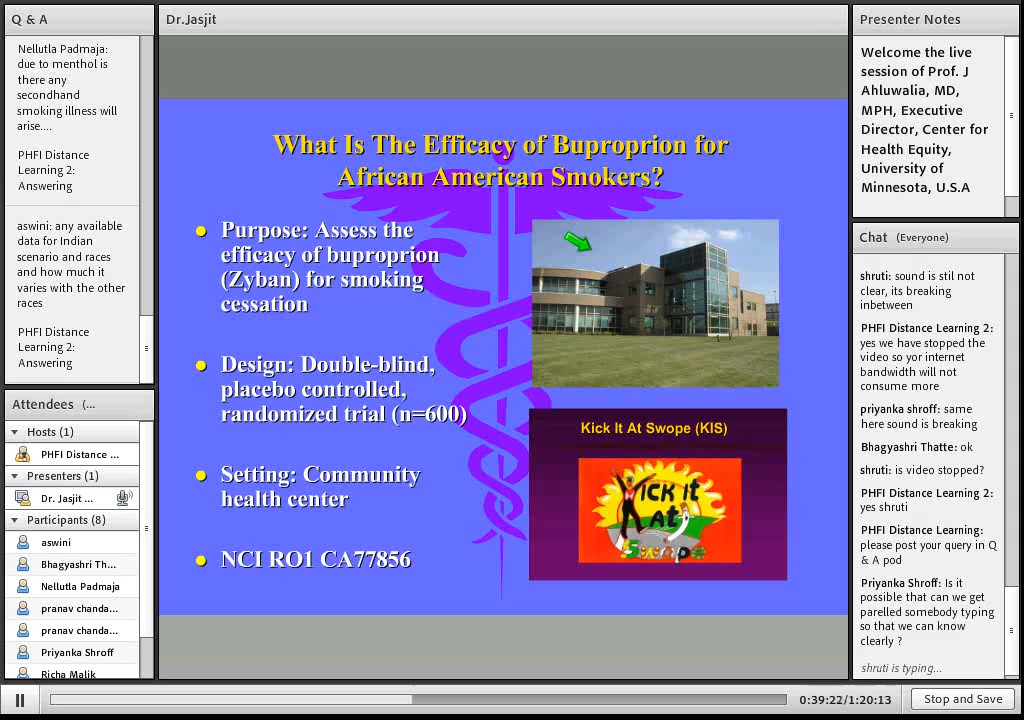 Q & A
Nellutla Padmaja:
due to menthol is
there any
secondhand
smoking illness will
arise....
PHFI Distance
Learning 2:
Answering
aswini: any available
data for Indian
scenario and races
and how much it
varies with the other
races
PHFI Distance
Learning 2:
Answering
Attendees (...
Hosts (1)
PHFI Distance ...
Presenters (1)
Dr. Jasjit ...
Participants (8)
aswini
Bhagyashri Th...
Nellutla Padmaja
pranav chanda...
pranav chanda...
Priyanka Shroff
Richa Malik
Dr.Jasjit
What Is The Efficacy of Buproprion for
African American Smokers?
Purpose: Assess the
efficacy of buproprion
(Zyban) for smoking
cessation
Design: Double-blind,
placebo controlled,
randomized trial (n=600)
Setting: Community
health center
NCI RO1 CA77856
Kick It At Swope (KIS)
Kick It
At
Swope
Presenter Notes
Welcome the live
session of Prof. J
Ahluwalia, MD,
MPH, Executive
Director, Center for
Health Equity,
University of
Minnesota, U.S.A
Chat (Everyone)
shruti: sound is stil not
clear, its breaking
inbetween
PHFI Distance Learning 2:
yes we have stopped the
video so yor internet
bandwidth will not
consume more
priyanka shroff: same
here sound is breaking
Bhagyashri Thatte: ok
shruti: is video stopped?
PHFI Distance Learning 2:
yes shruti
PHFI Distance Learning:
please post your query in Q
& A pod
Priyanka Shroff: Is it
possible that can we get
parelled somebody typing
so that we can know
clearly ?
shruti is typing...
0:39:22/1:20:13
Stop and Save